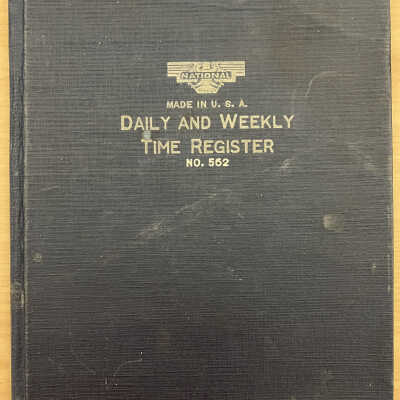 NATIONAL
MADE IN U. S. A.
DAILY AND WEEKLY
TIME REGISTER
NO. 562